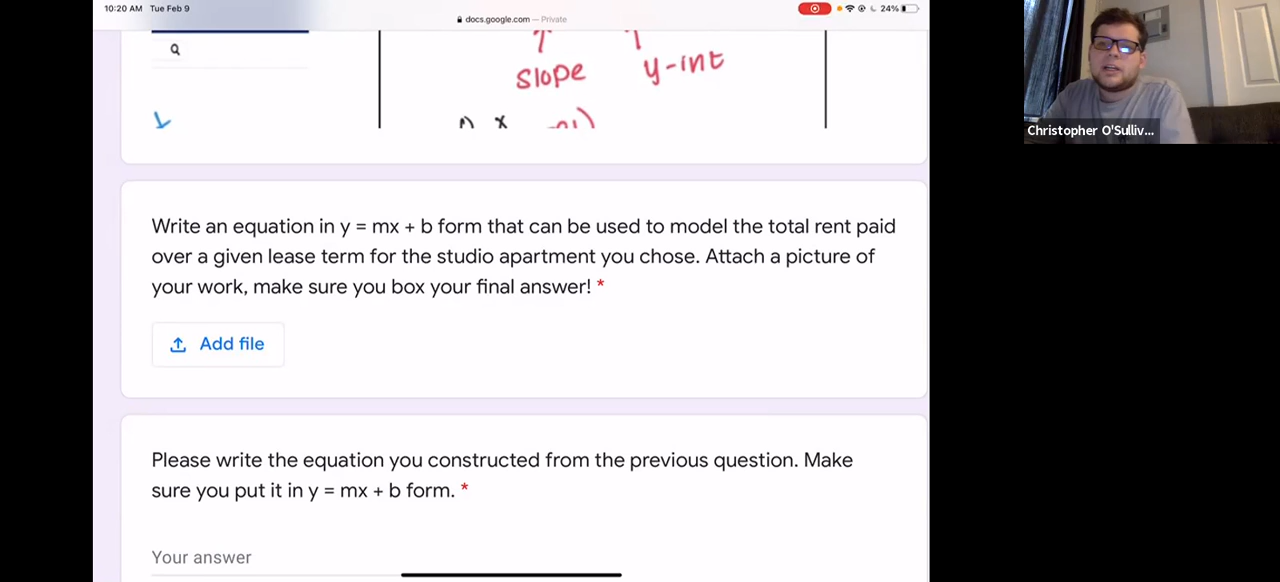 10:20 AM Tue Feb 9
docs.google.com — Private
24%
slope
y-int
x
Christopher O'Sulliv...
Write an equation in y = mx + b form that can be used to model the total rent paid
over a given lease term for the studio apartment you chose. Attach a picture of
your work, make sure you box your final answer! *
Add file
Please write the equation you constructed from the previous question. Make
sure you put it in y = mx + b form. *
Your answer